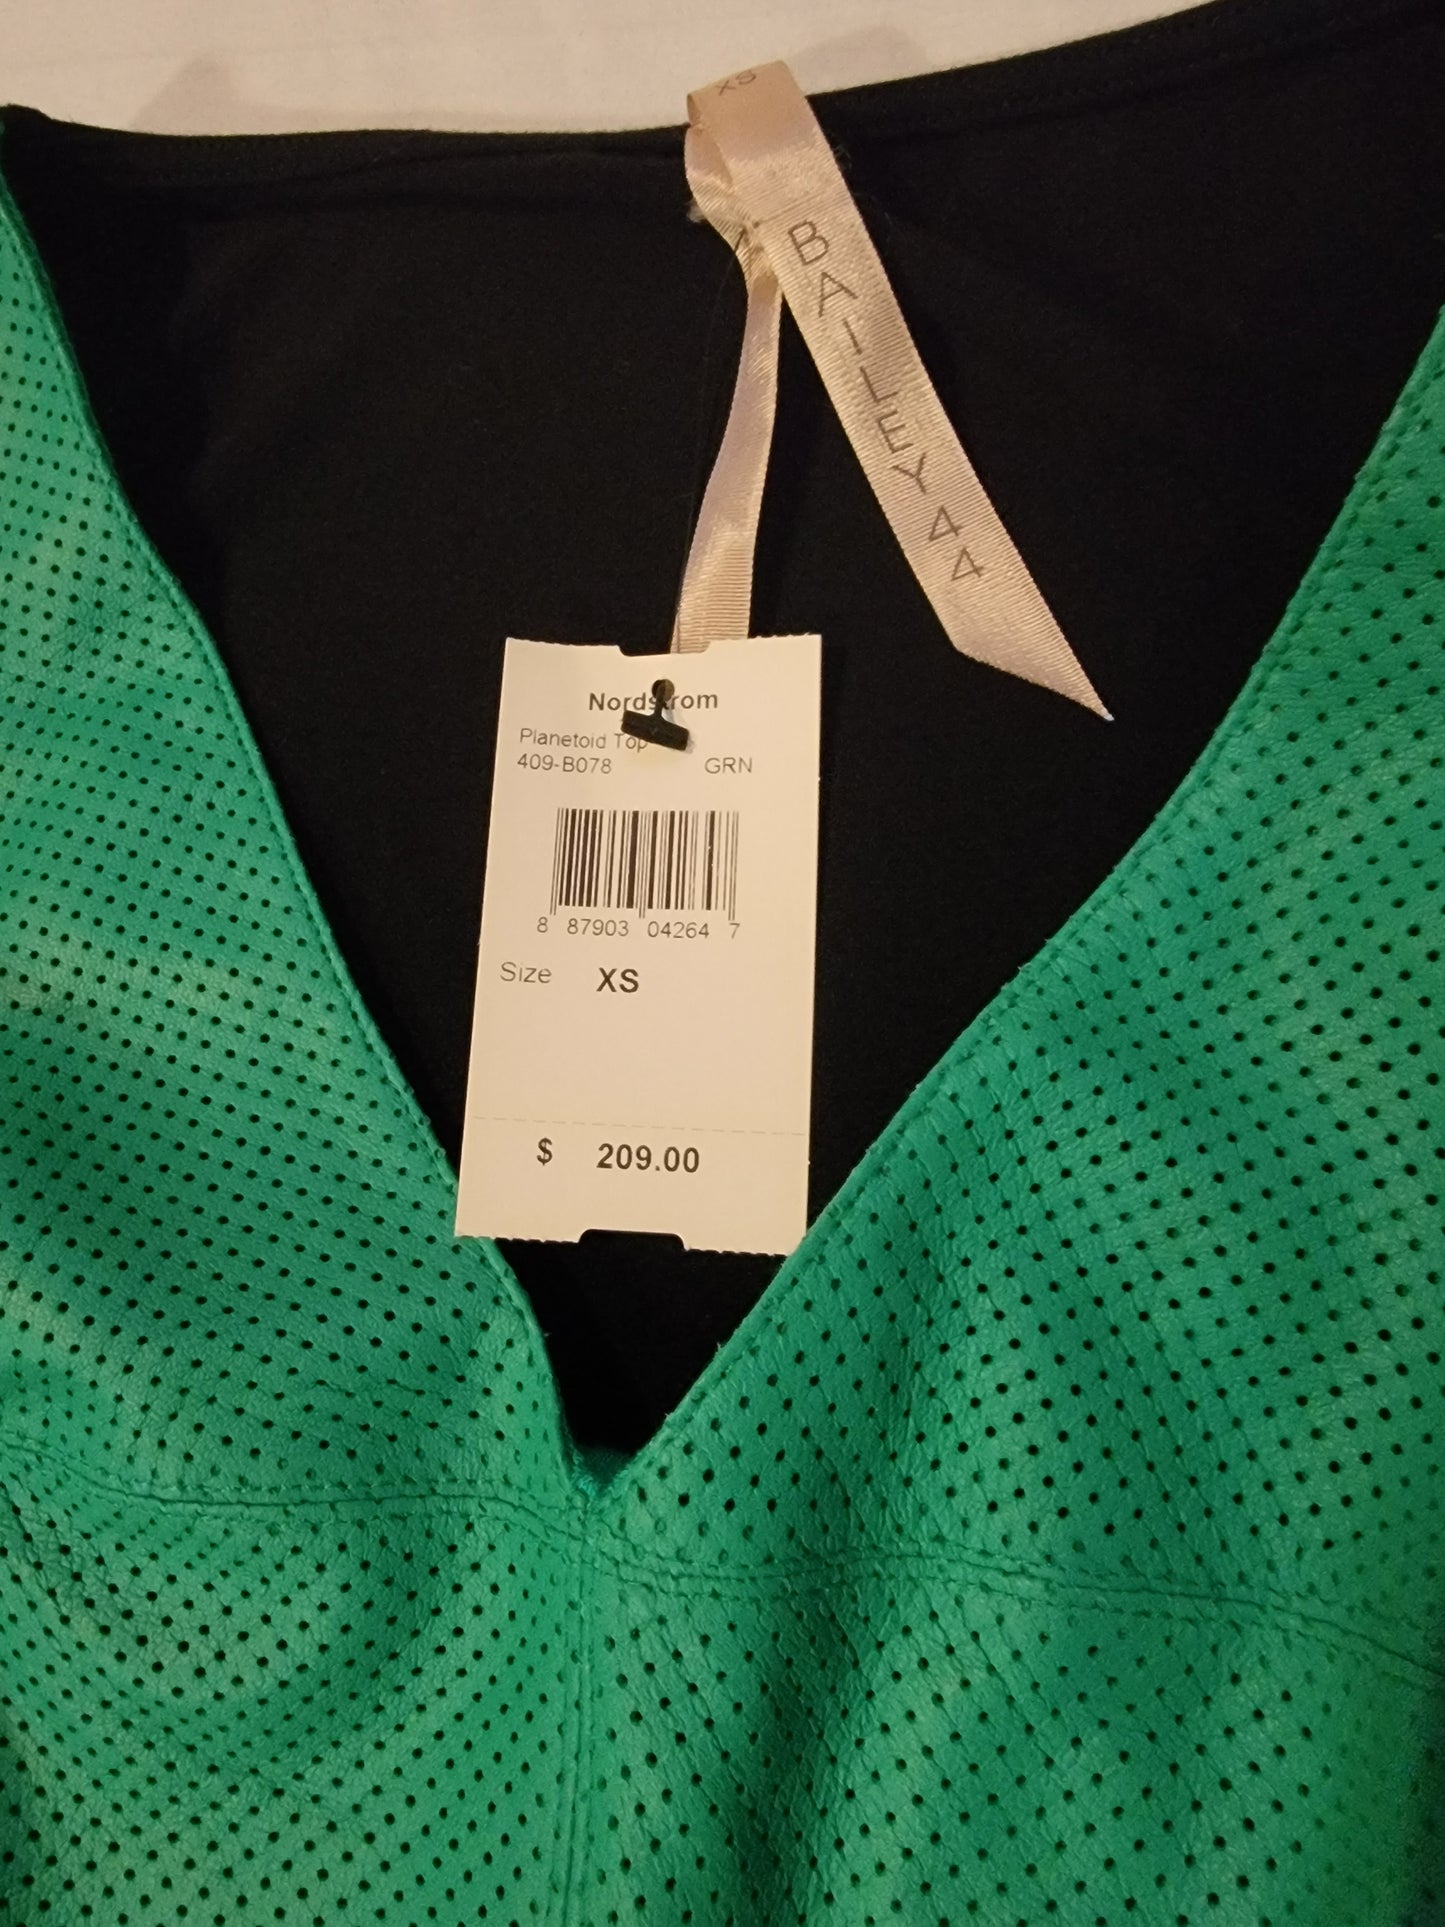 XS
BAILEY 44
Nordstrom
Planetoid Top
409-B078 GRN
8 87903 04264 7
Size XS
$ 209.00